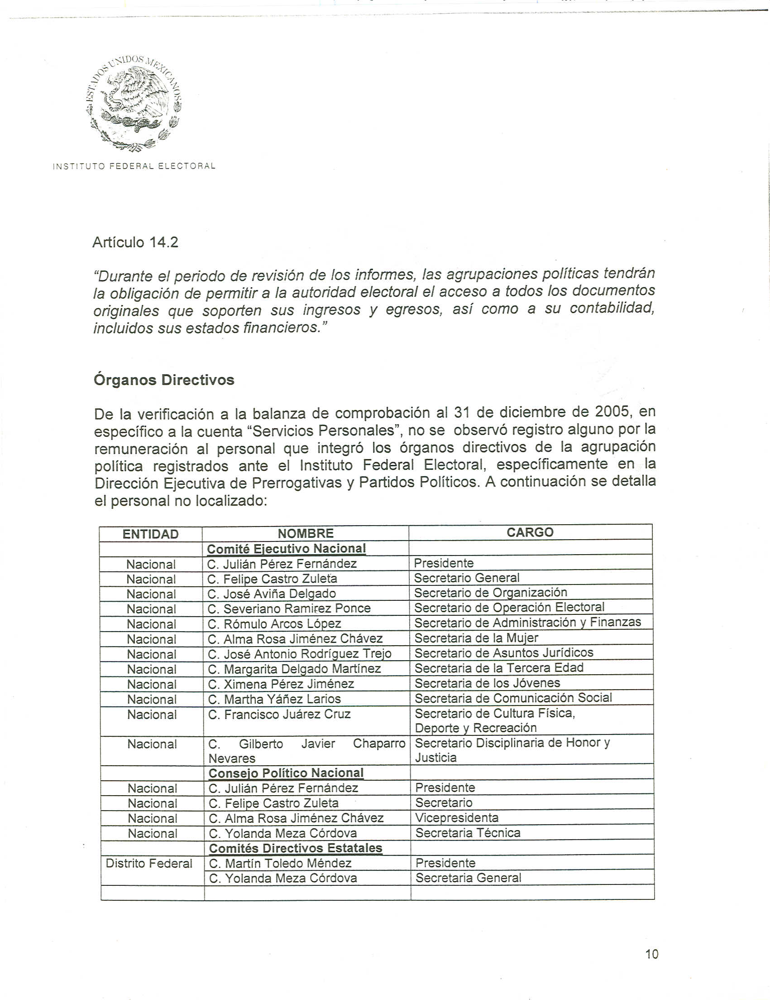 ESTADOS UNIDOS MEXICANOS
INSTITUTO FEDERAL ELECTORAL
Artículo 14.2
“Durante el periodo de revisión de los informes, las agrupaciones políticas tendrán
la obligación de permitir a la autoridad electoral el acceso a todos los documentos
originales que soporten sus ingresos y egresos, así como a su contabilidad,
incluidos sus estados financieros.”
Órganos Directivos
De la verificación a la balanza de comprobación al 31 de diciembre de 2005, en
específico a la cuenta “Servicios Personales”, no se observó registro alguno por la
remuneración al personal que integró los órganos directivos de la agrupación
política registrados ante el Instituto Federal Electoral, específicamente en la
Dirección Ejecutiva de Prerrogativas y Partidos Políticos. A continuación se detalla
el personal no localizado:
ENTIDAD NOMBRE CARGO
Comité Ejecutivo Nacional
Nacional C. Julián Pérez Fernández Presidente
Nacional C. Felipe Castro Zuleta Secretario General
Nacional C. José Aviña Delgado Secretario de Organización
Nacional C. Severiano Ramirez Ponce Secretario de Operación Electoral
Nacional C. Rómulo Arcos López Secretario de Administración y Finanzas
Nacional C. Alma Rosa Jiménez Chávez Secretaria de la Mujer
Nacional C. José Antonio Rodríguez Trejo Secretario de Asuntos Jurídicos
Nacional C. Margarita Delgado Martínez Secretaria de la Tercera Edad
Nacional C. Ximena Pérez Jiménez Secretaria de los Jóvenes
Nacional C. Martha Yáñez Larios Secretaria de Comunicación Social
Nacional C. Francisco Juárez Cruz Secretario de Cultura Física,
Deporte y Recreación
Nacional C. Gilberto Javier Chaparro Secretario Disciplinaria de Honor y
Nevares Justicia
Consejo Político Nacional
Nacional C. Julián Pérez Fernández Presidente
Nacional C. Felipe Castro Zuleta Secretario
Nacional C. Alma Rosa Jiménez Chávez Vicepresidenta
Nacional C. Yolanda Meza Córdova Secretaria Técnica
Comités Directivos Estatales
Distrito Federal C. Martín Toledo Méndez Presidente
C. Yolanda Meza Córdova Secretaria General
10